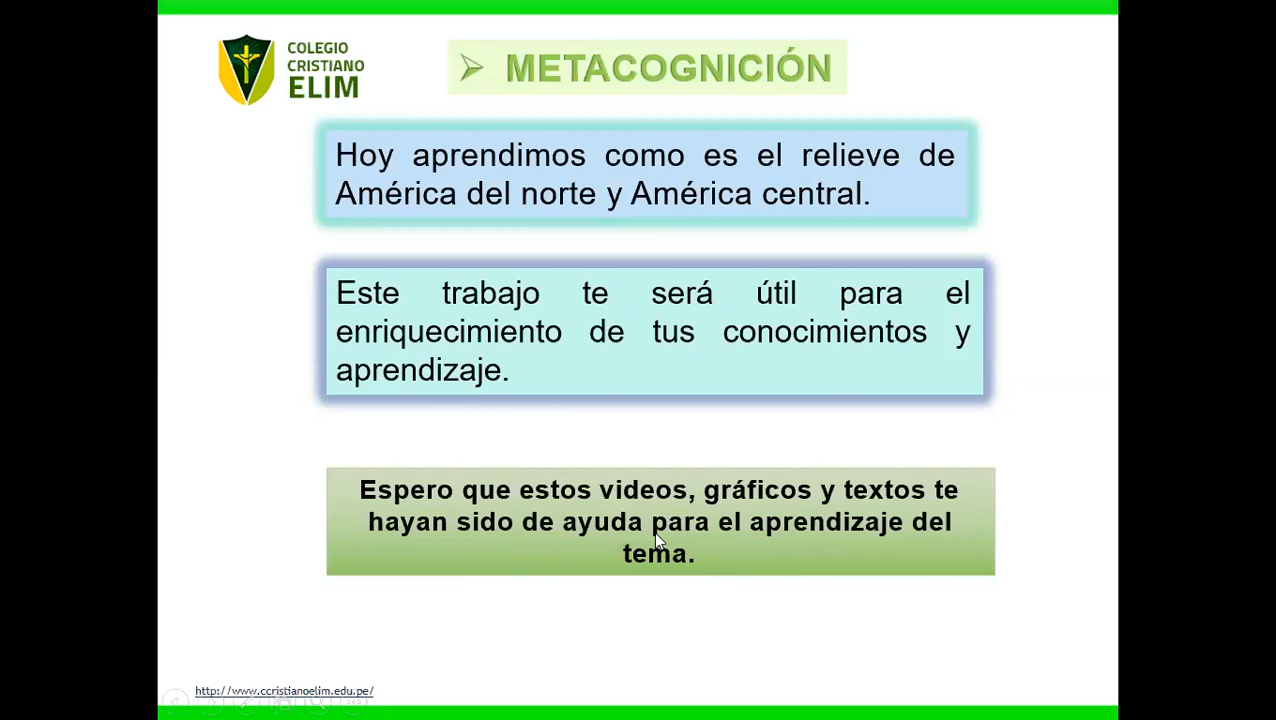 COLEGIO
CRISTIANO
ELIM
METACOGNICIÓN
Hoy aprendimos como es el relieve de
América del norte y América central.
Este trabajo te será útil para el
enriquecimiento de tus conocimientos y
aprendizaje.
Espero que estos videos, gráficos y textos te
hayan sido de ayuda para el aprendizaje del
tema.
http://www.ccristianoelim.edu.pe/